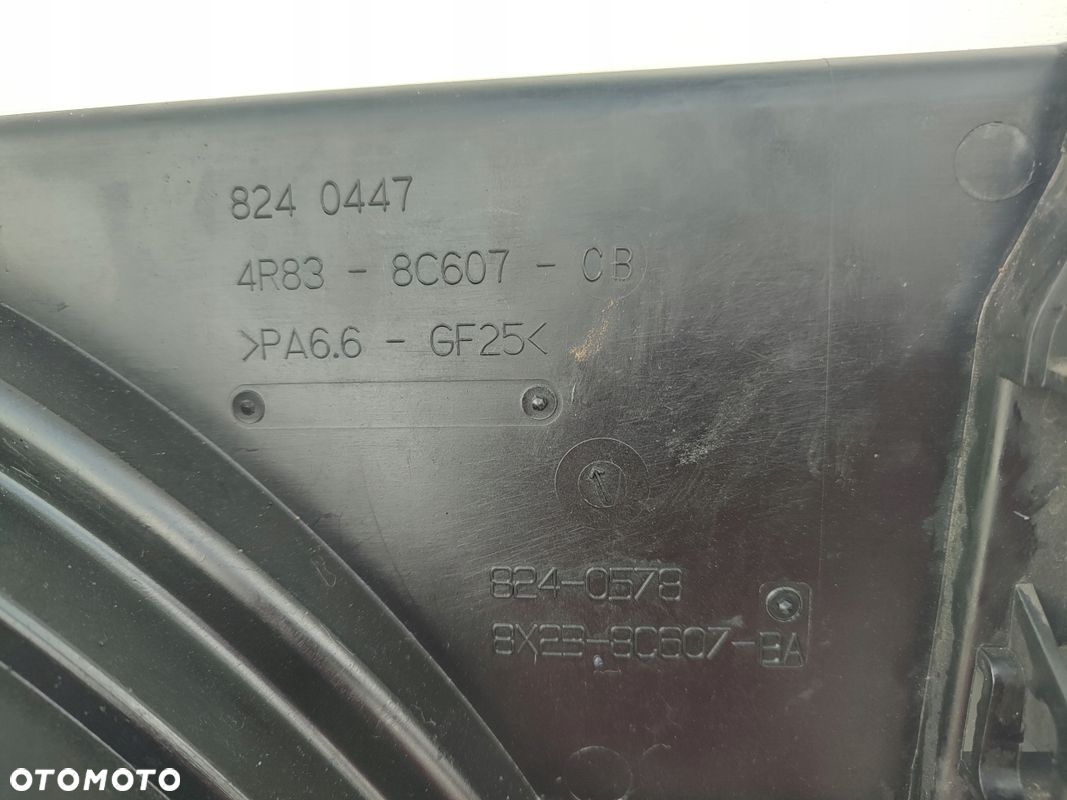 824 0447
4R83 - 8C607 - CB
>PA6.6 - GF25<
824-0578
8X23-8C607-BA
OTOMOTO